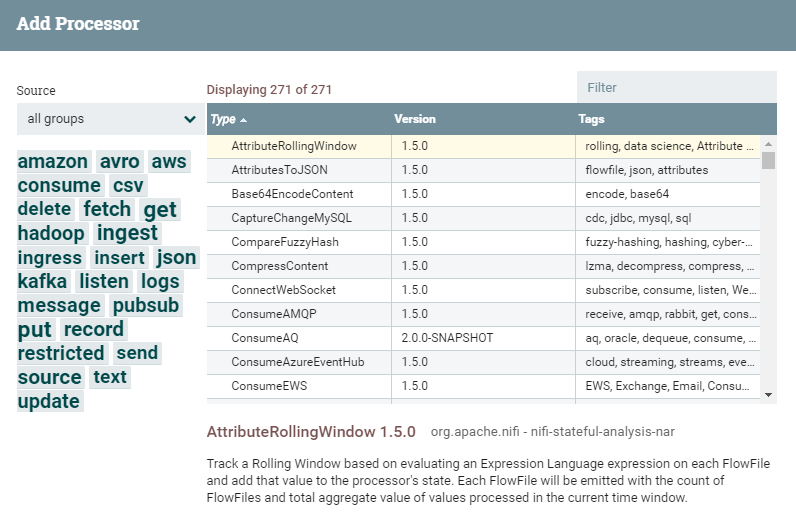 Add Processor
Source
Displaying 271 of 271
Filter
all groups
Type Version Tags
AttributeRollingWindow 1.5.0 rolling, data science, Attribute ...
AttributesToJSON 1.5.0 flowfile, json, attributes
Base64EncodeContent 1.5.0 encode, base64
CaptureChangeMySQL 1.5.0 cdc, jdbc, mysql, sql
CompareFuzzyHash 1.5.0 fuzzy-hashing, hashing, cyber-...
CompressContent 1.5.0 lzma, decompress, compress, ...
ConnectWebSocket 1.5.0 subscribe, consume, listen, We...
ConsumeAMQP 1.5.0 receive, amqp, rabbit, get, cons...
ConsumeAQ 2.0.0-SNAPSHOT aq, oracle, dequeue, consume, ...
ConsumeAzureEventHub 1.5.0 cloud, streaming, streams, eve...
ConsumeEWS 1.5.0 EWS, Exchange, Email, Consu...
amazon avro aws
consume csv
delete fetch get
hadoop ingest
ingress insert json
kafka listen logs
message pubsub
put record
restricted send
source text
update
AttributeRollingWindow 1.5.0 org.apache.nifi - nifi-stateful-analysis-nar
Track a Rolling Window based on evaluating an Expression Language expression on each FlowFile
and add that value to the processor's state. Each FlowFile will be emitted with the count of
FlowFiles and total aggregate value of values processed in the current time window.